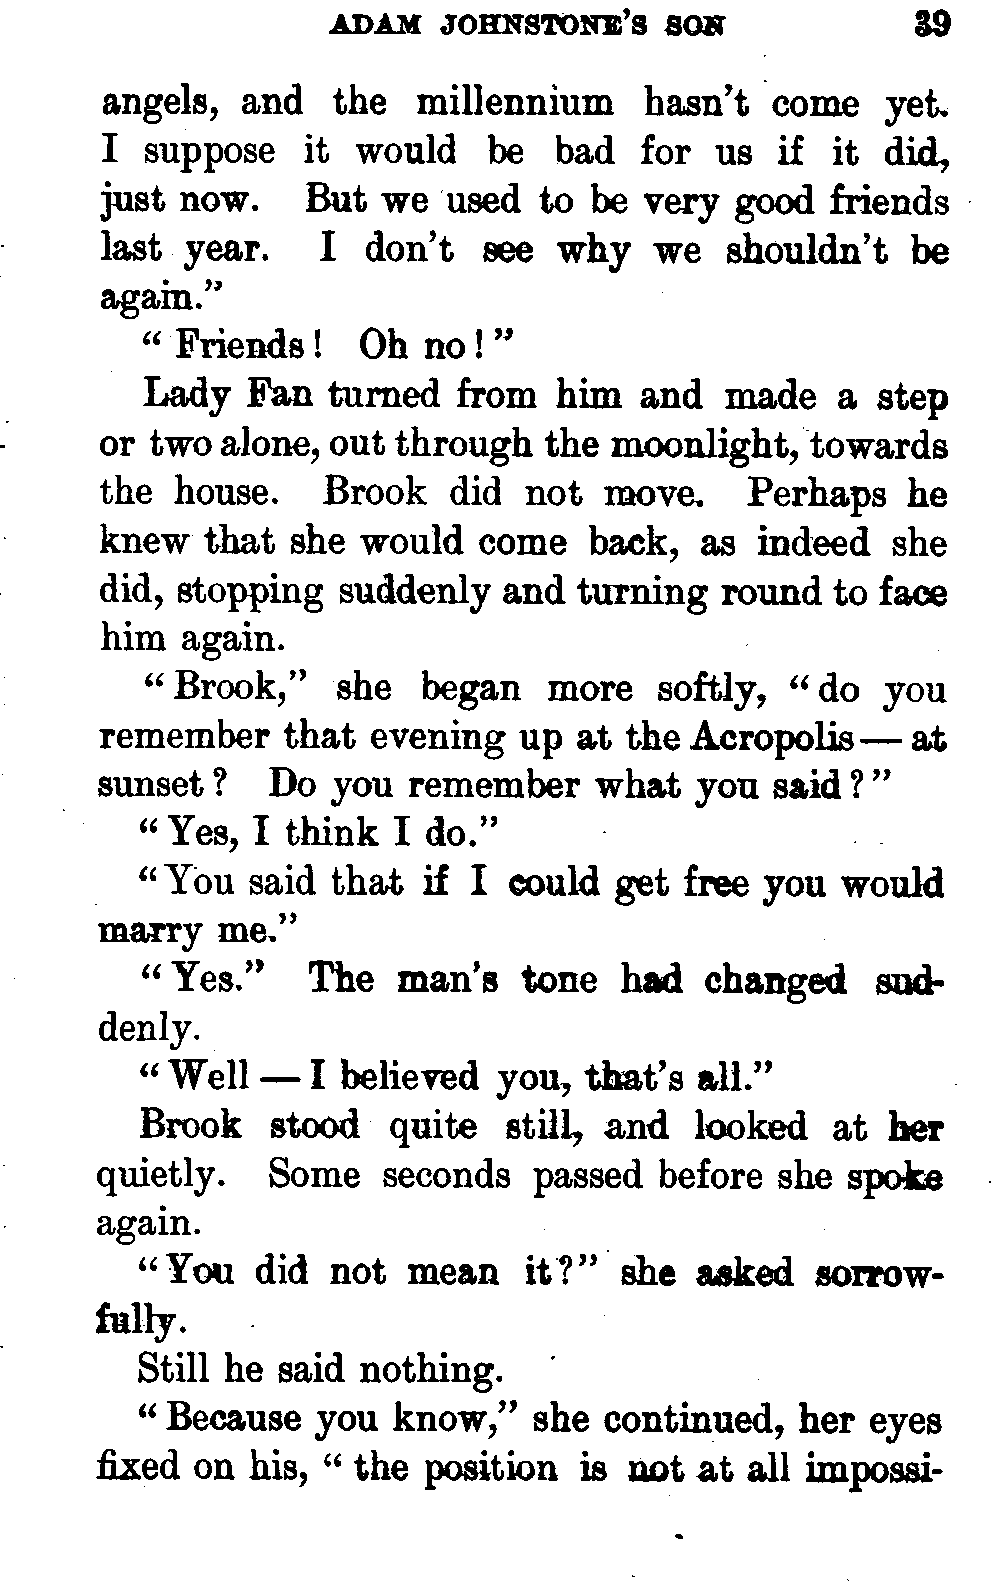 ADAM JOHNSTONE'S SON 39
angels, and the millennium hasn't come yet.
I suppose it would be bad for us if it did,
just now. But we used to be very good friends
last year. I don't see why we shouldn't be
again."
"Friends! Oh no!"
Lady Fan turned from him and made a step
or two alone, out through the moonlight, towards
the house. Brook did not move. Perhaps he
knew that she would come back, as indeed she
did, stopping suddenly and turning round to face
him again.
"Brook," she began more softly, "do you
remember that evening up at the Acropolis — at
sunset? Do you remember what you said?"
"Yes, I think I do."
"You said that if I could get free you would
marry me."
"Yes." The man's tone had changed sud-
denly.
"Well — I believed you, that's all."
Brook stood quite still, and looked at her
quietly. Some seconds passed before she spoke
again.
"You did not mean it?" she asked sorrow-
fully.
Still he said nothing.
"Because you know," she continued, her eyes
fixed on his, "the position is not at all impossi-